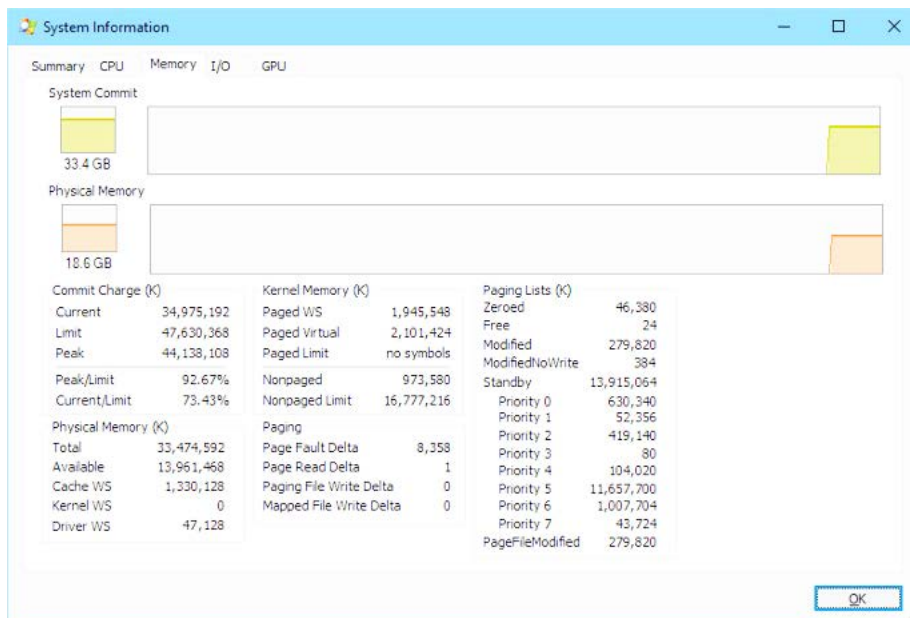 System Information
Summary CPU Memory I/O GPU
System Commit
33.4 GB
Physical Memory
18.6 GB
Commit Charge (K)
Current 34,975,192
Limit 47,630,368
Peak 44,138,108
Peak/Limit 92.67%
Current/Limit 73.43%
Physical Memory (K)
Total 33,474,592
Available 13,961,468
Cache WS 1,330,128
Kernel WS 0
Driver WS 47,128
Kernel Memory (K)
Paged WS 1,945,548
Paged Virtual 2,101,424
Paged Limit no symbols
Nonpaged 973,580
Nonpaged Limit 16,777,216
Paging
Page Fault Delta 8,358
Page Read Delta 1
Paging File Write Delta 0
Mapped File Write Delta 0
Paging Lists (K)
Zeroed 46,380
Free 24
Modified 279,820
ModifiedNoWrite 384
Standby 13,915,064
Priority 0 630,340
Priority 1 52,356
Priority 2 419,140
Priority 3 80
Priority 4 104,020
Priority 5 11,657,700
Priority 6 1,007,704
Priority 7 43,724
PageFileModified 279,820
OK